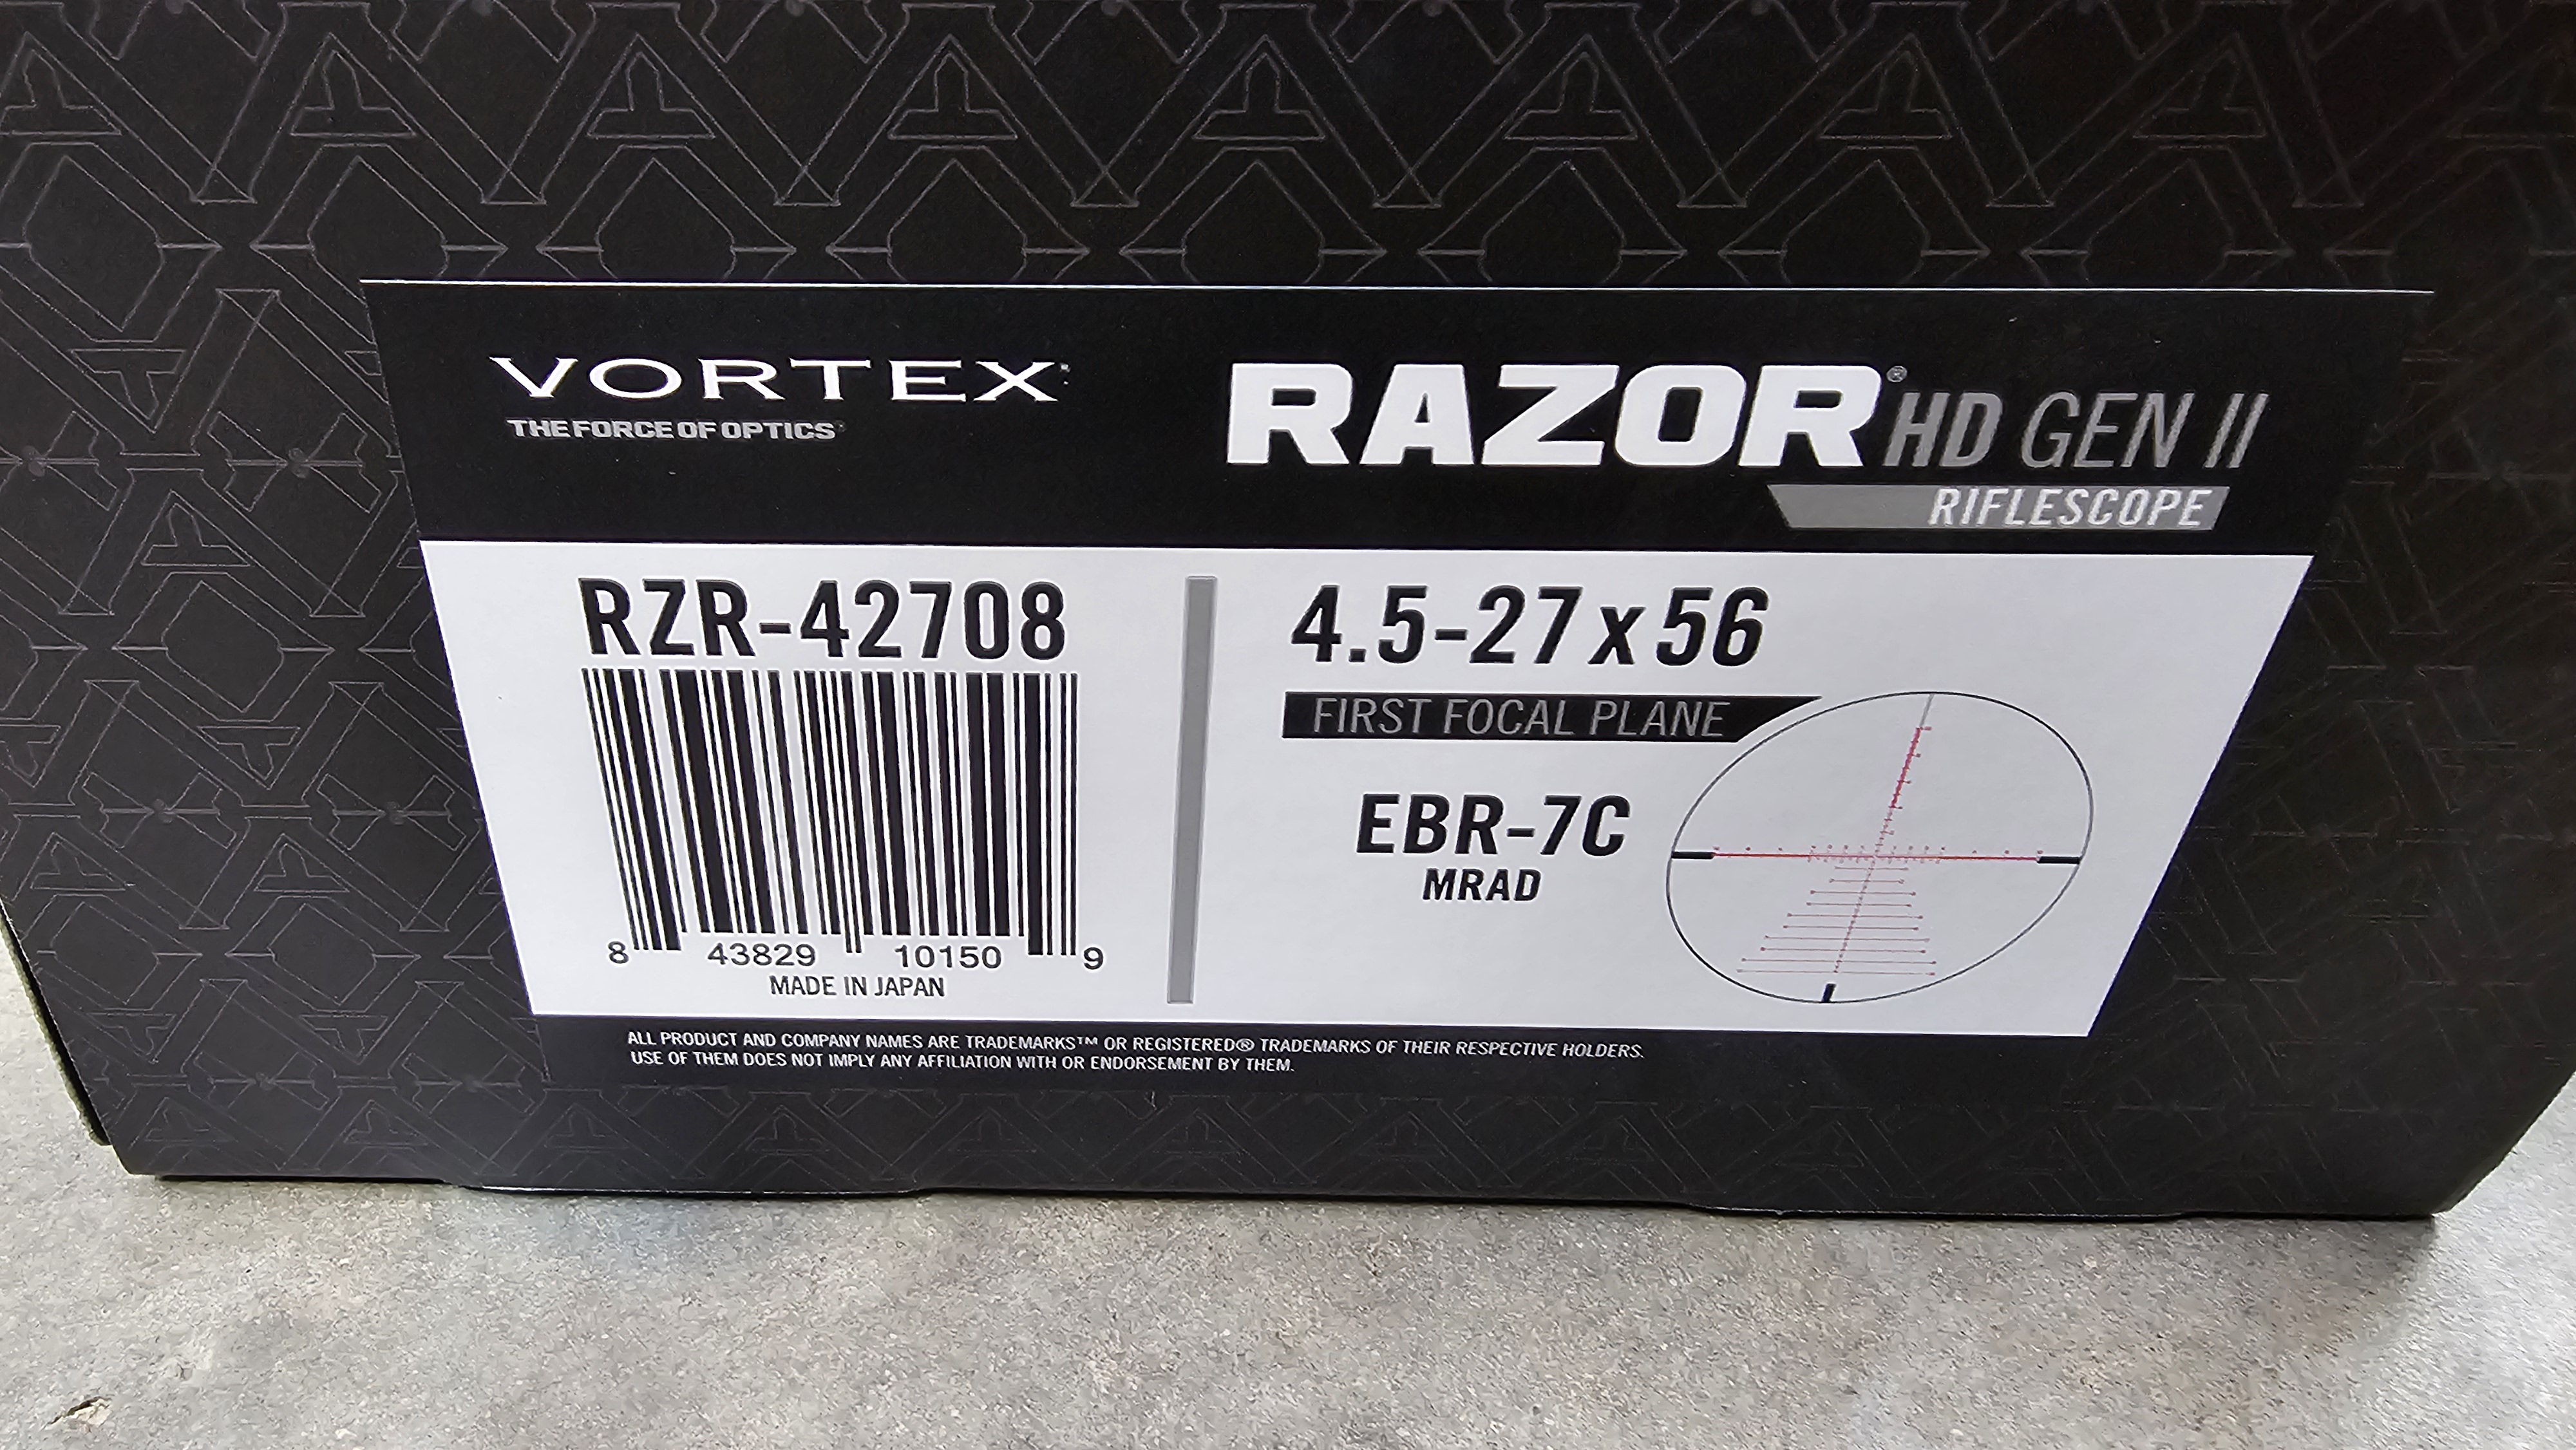 VORTEX
THE FORCE OF OPTICS
RAZOR® HD GEN II
RIFLESCOPE
RZR-42708
8 43829 10150 9
MADE IN JAPAN
4.5-27x56
FIRST FOCAL PLANE
EBR-7C
MRAD
ALL PRODUCT AND COMPANY NAMES ARE TRADEMARKS™ OR REGISTERED® TRADEMARKS OF THEIR RESPECTIVE HOLDERS.
USE OF THEM DOES NOT IMPLY ANY AFFILIATION WITH OR ENDORSEMENT BY THEM.